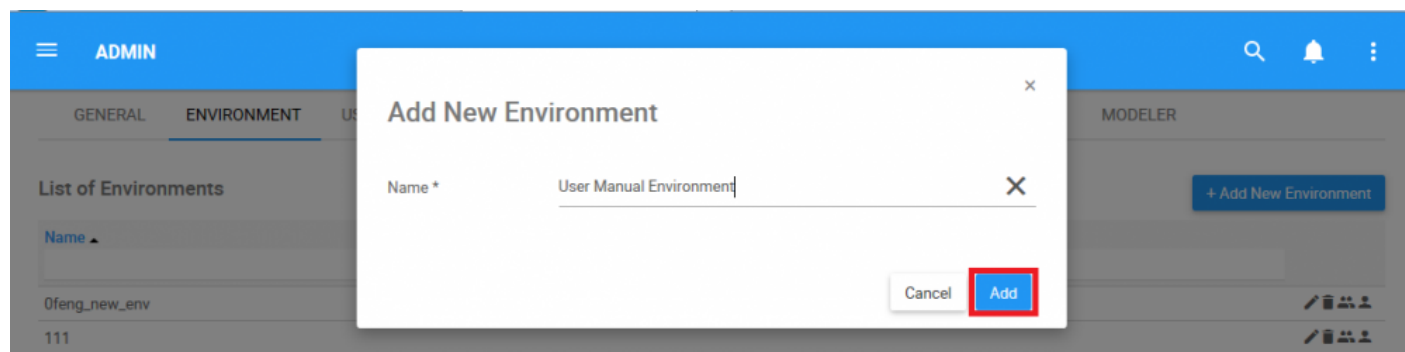 ADMIN
×
Add New Environment
GENERAL ENVIRONMENT US MODELER
List of Environments
Name * User Manual Environment
+ Add New Environment
Name
Cancel Add
0feng_new_env
111